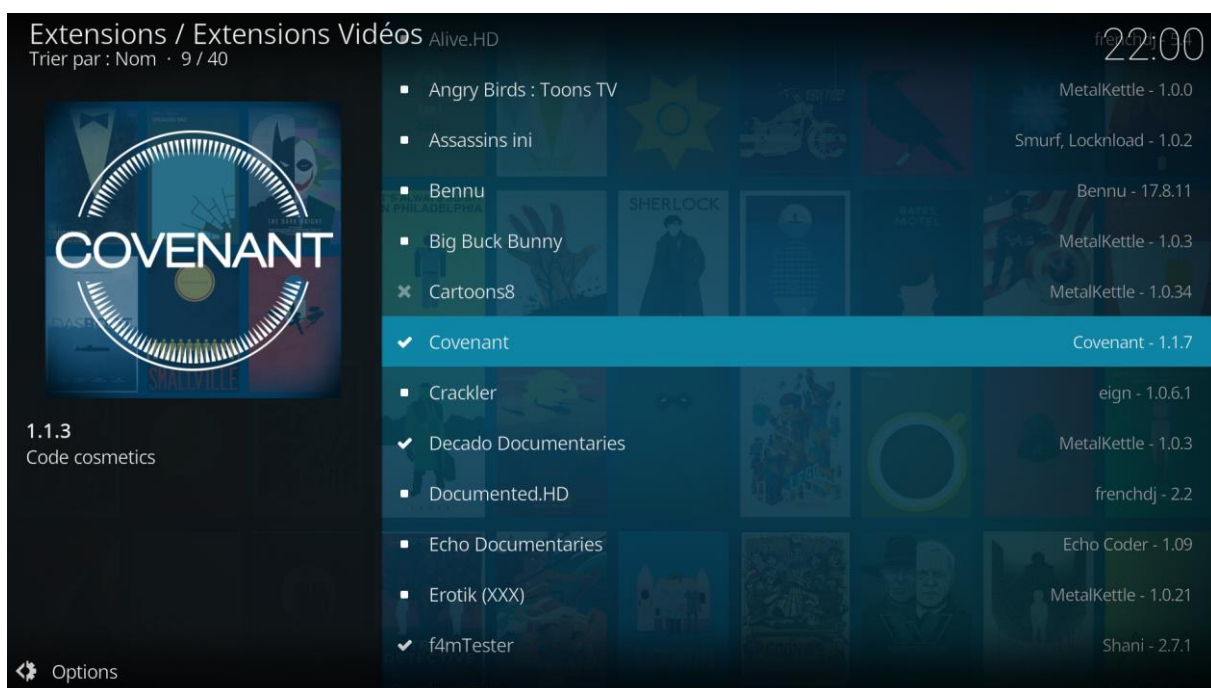 Extensions / Extensions Vidéos
Trier par : Nom · 9 / 40
22:00
COVENANT
SMALLVILLE
1.1.3
Code cosmetics
Alive.HD
Angry Birds : Toons TV MetalKettle - 1.0.0
Assassins ini Smurf, Locknload - 1.0.2
Bennu Bennu - 17.8.11
SHERLOCK
Big Buck Bunny MetalKettle - 1.0.3
Cartoons8 MetalKettle - 1.0.34
Covenant Covenant - 1.1.7
Crackler eign - 1.0.6.1
Decado Documentaries MetalKettle - 1.0.3
Documented.HD frenchdj - 2.2
Echo Documentaries Echo Coder - 1.09
Erotik (XXX) MetalKettle - 1.0.21
f4mTester Shani - 2.7.1
Options